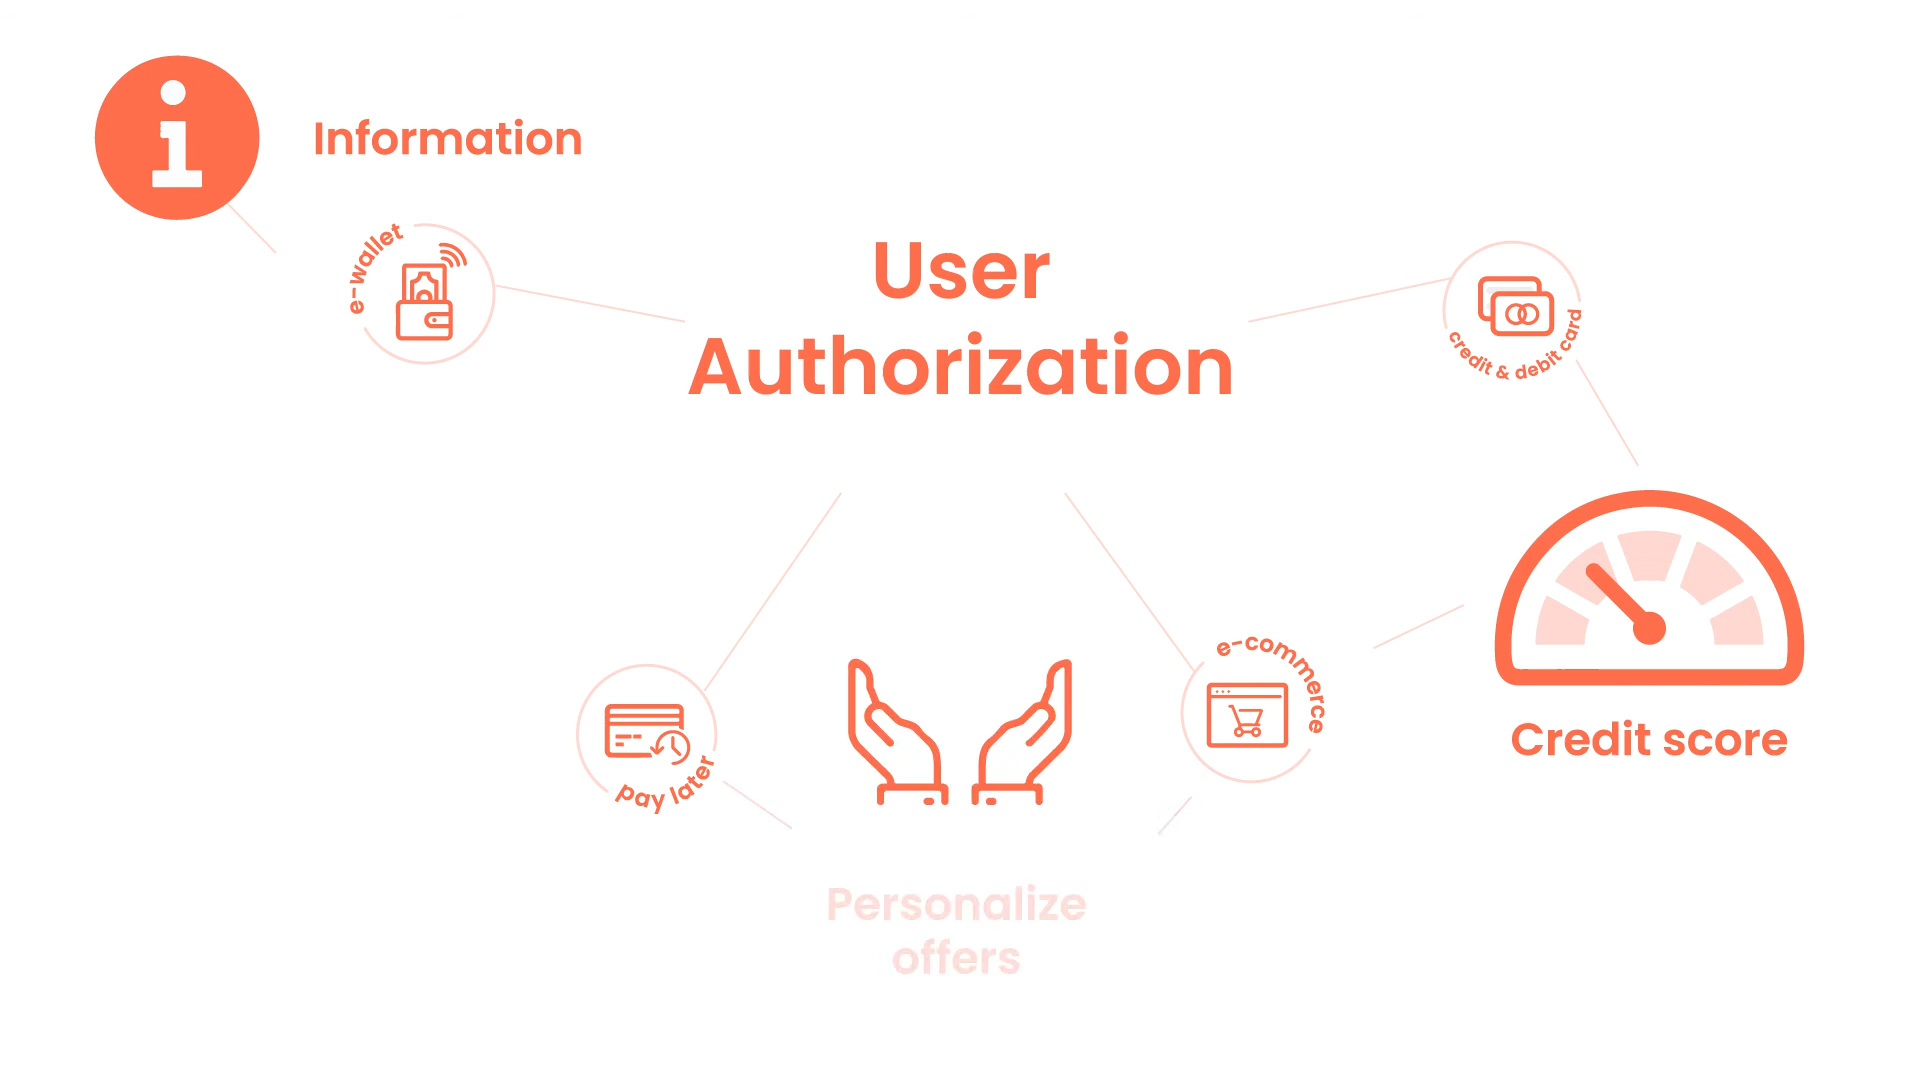 Information
e-wallet
User
Authorization
credit & debit card
e-commerce
Credit score
pay later
Personalize
offers